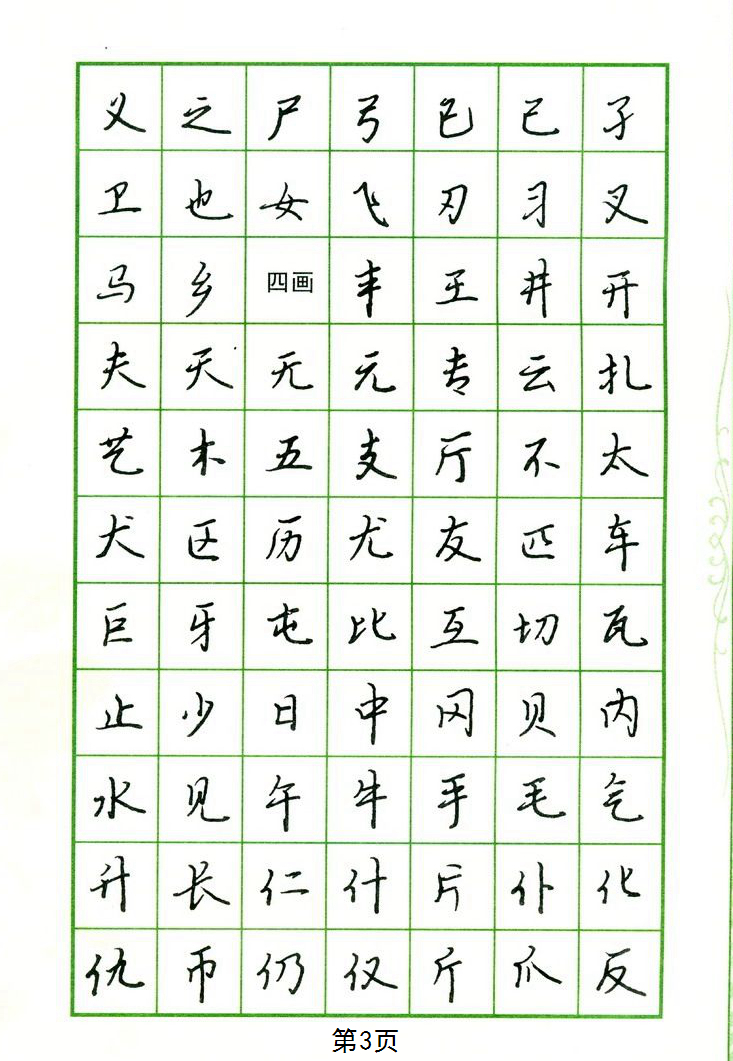 义 之 尸 弓 己 已 子
卫 也 女 飞 刃 习 叉
马 乡 四画 丰 王 井 开
夫 天 无 元 专 云 扎
艺 木 五 支 厅 不 太
犬 区 历 尤 友 匹 车
巨 牙 屯 比 互 切 瓦
止 少 日 中 冈 贝 内
水 见 午 牛 手 毛 气
升 长 仁 什 片 仆 化
仇 币 仍 仅 斤 爪 反
第3页